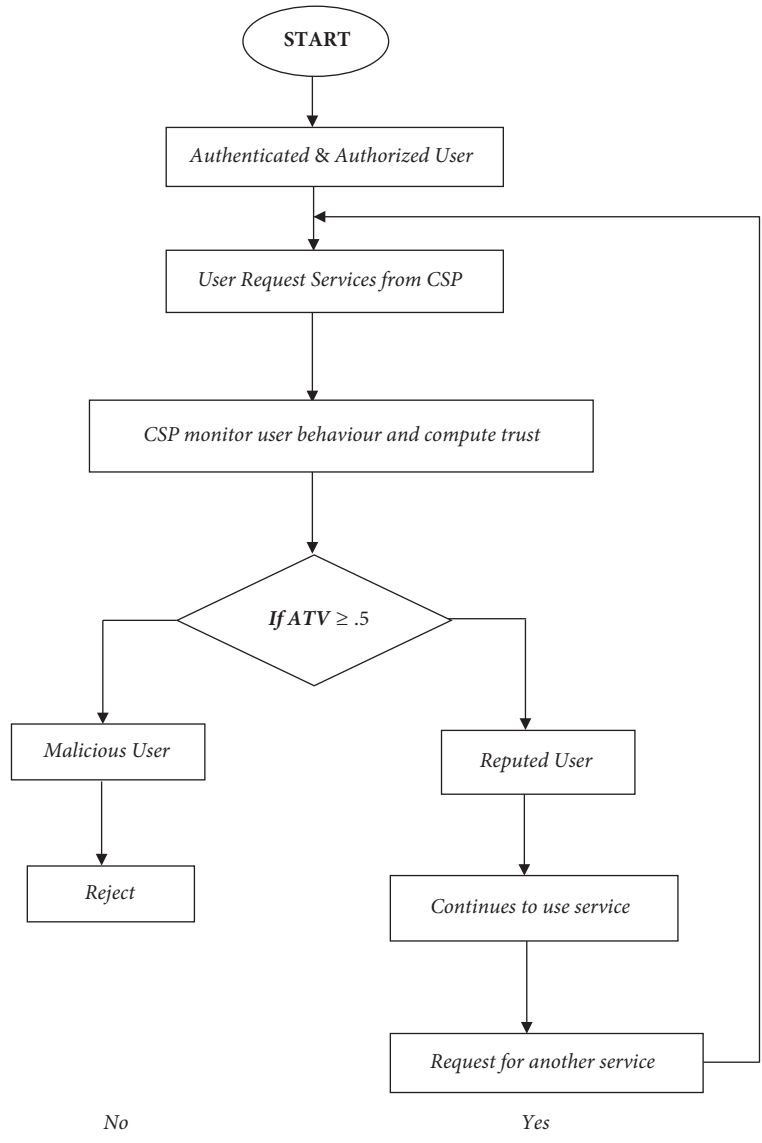 START
Authenticated & Authorized User
User Request Services from CSP
CSP monitor user behaviour and compute trust
If ATV ≥ .5
Malicious User
Reputed User
Reject
Continues to use service
Request for another service
No
Yes